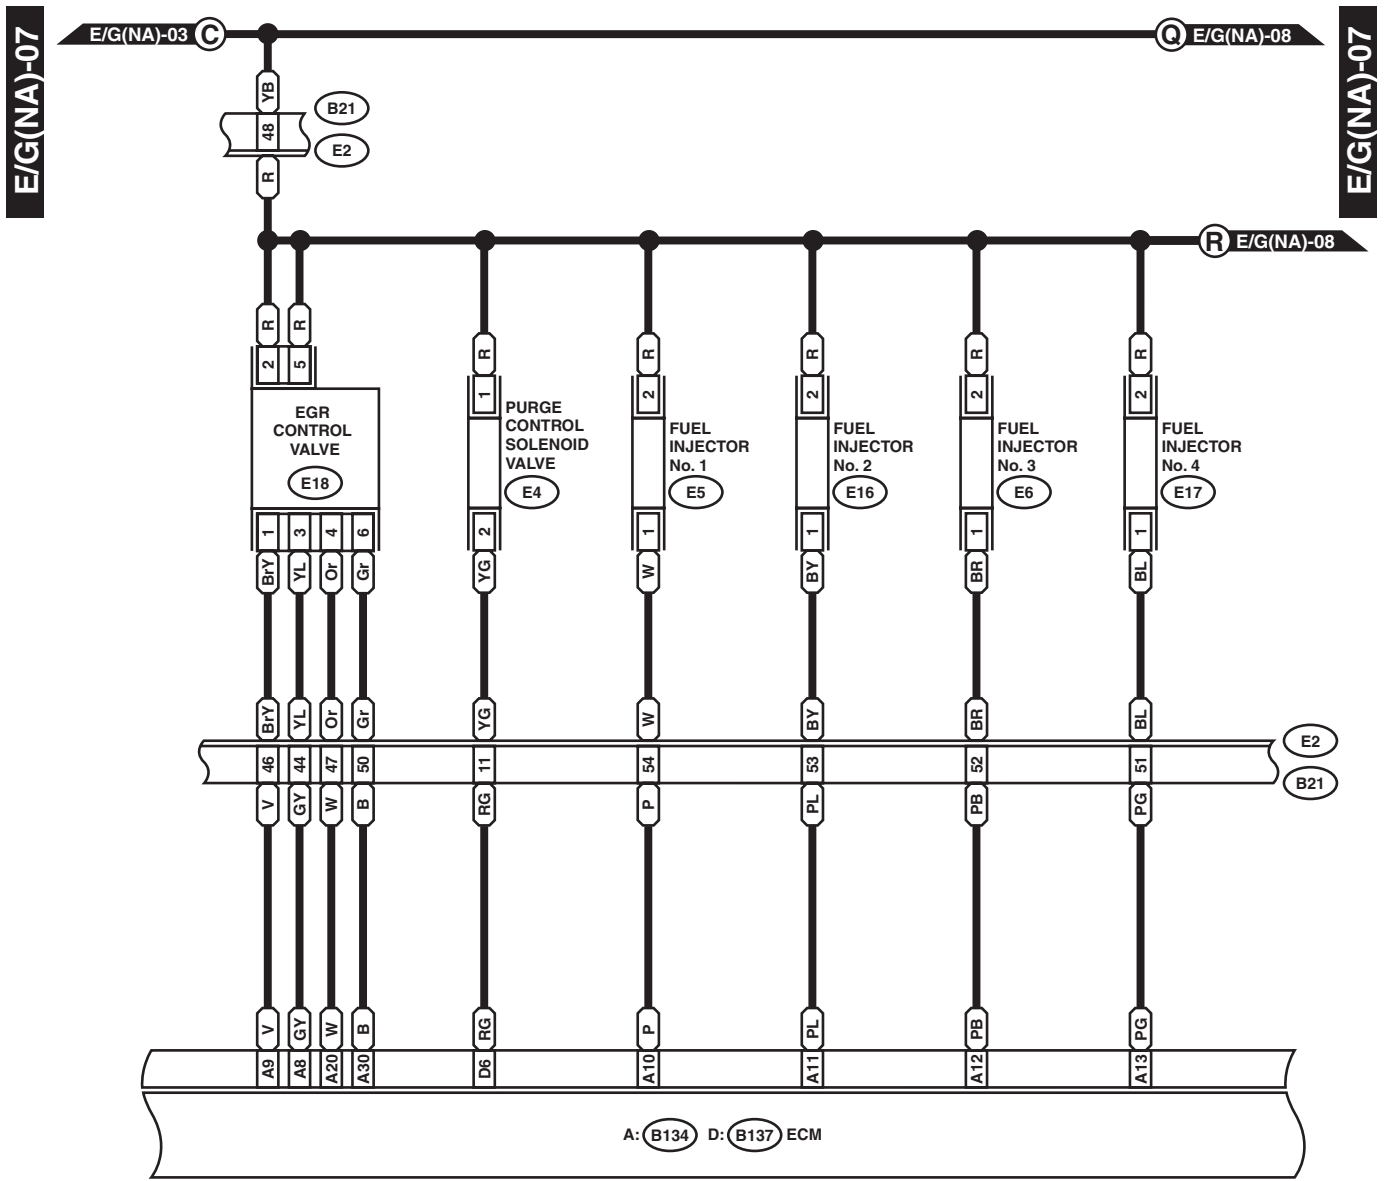 E/G(NA)-07
E/G(NA)-03 C
Q E/G(NA)-08
E/G(NA)-07
YB
B21
48
E2
R
R E/G(NA)-08
R R R R R R R
2 5 1 2 2 2 2
EGR
CONTROL
VALVE
E18
PURGE
CONTROL
SOLENOID
VALVE
E4
FUEL
INJECTOR
No. 1
E5
FUEL
INJECTOR
No. 2
E16
FUEL
INJECTOR
No. 3
E6
FUEL
INJECTOR
No. 4
E17
1 3 4 6 2 1 1 1 1
BrY YL Or Gr YG W BY BR BL
BrY YL Or Gr YG W BY BR BL
E2
46 44 47 50 11 54 53 52 51
B21
V GY W B RG P PL PB PG
V GY W B RG P PL PB PG
A9 A8 A20 A30 D6 A10 A11 A12 A13
A: B134 D: B137 ECM